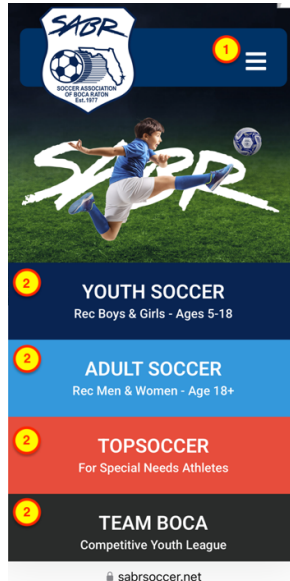 SABR
SOCCER ASSOCIATION
OF BOCA RATON
Est. 1977
1
SABR
2
YOUTH SOCCER
Rec Boys & Girls - Ages 5-18
2
ADULT SOCCER
Rec Men & Women - Age 18+
2
TOPSOCCER
For Special Needs Athletes
2
TEAM BOCA
Competitive Youth League
sabrsoccer.net